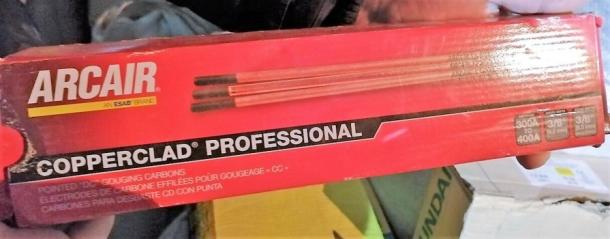 ARCAIR®
AN ESAB® BRAND
COPPERCLAD® PROFESSIONAL
POINTED "DC" GOUGING CARBONS
ÉLECTRODES DE CARBONE EFFILÉES POUR GOUGEAGE « CC »
CARBONES PARA DESBASTE CD CON PUNTA
300A
TO
400A
3/8"
3/8"